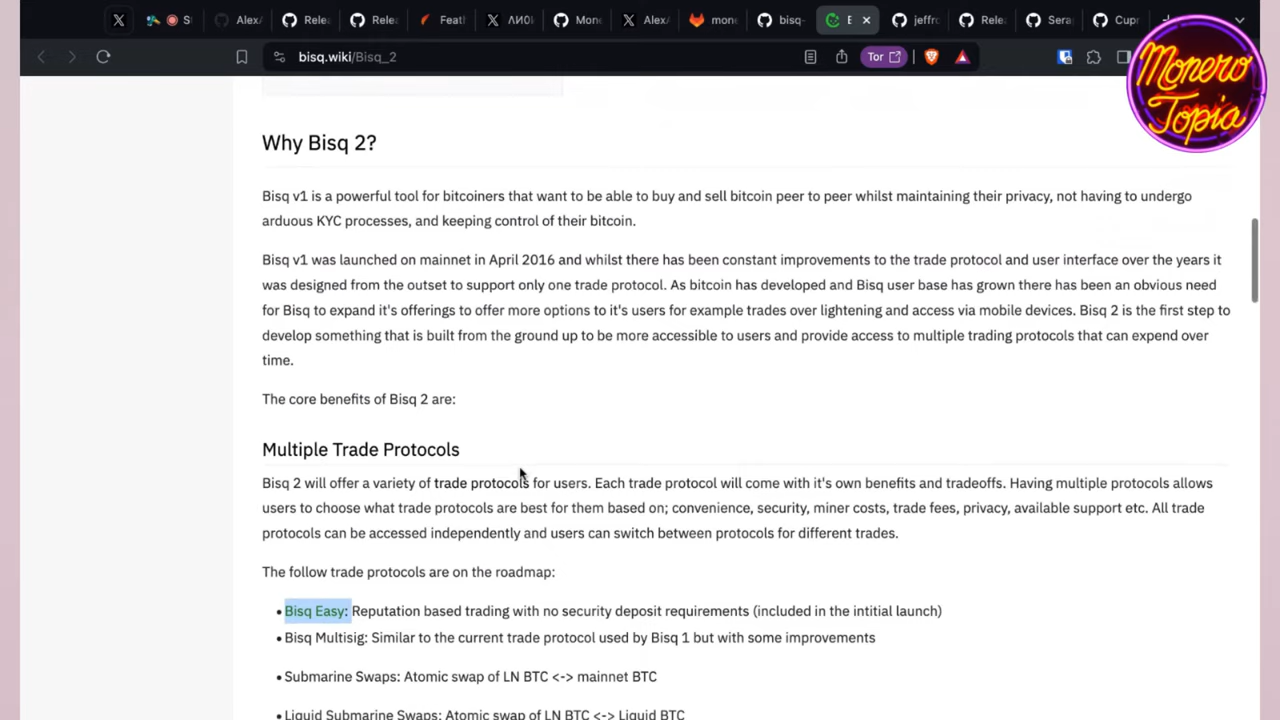 S
Alex/
Relea
Relea
Feath
ΛИ0ι
Mone
Alex/
mone
bisq-
E
jeffro
Relea
Sera
Cupr
bisq.wiki/Bisq_2
Tor
Monero
Topia
Why Bisq 2?
Bisq v1 is a powerful tool for bitcoiners that want to be able to buy and sell bitcoin peer to peer whilst maintaining their privacy, not having to undergo
arduous KYC processes, and keeping control of their bitcoin.
Bisq v1 was launched on mainnet in April 2016 and whilst there has been constant improvements to the trade protocol and user interface over the years it
was designed from the outset to support only one trade protocol. As bitcoin has developed and Bisq user base has grown there has been an obvious need
for Bisq to expand it's offerings to offer more options to it's users for example trades over lightening and access via mobile devices. Bisq 2 is the first step to
develop something that is built from the ground up to be more accessible to users and provide access to multiple trading protocols that can expend over
time.
The core benefits of Bisq 2 are:
Multiple Trade Protocols
Bisq 2 will offer a variety of trade protocols for users. Each trade protocol will come with it's own benefits and tradeoffs. Having multiple protocols allows
users to choose what trade protocols are best for them based on; convenience, security, miner costs, trade fees, privacy, available support etc. All trade
protocols can be accessed independently and users can switch between protocols for different trades.
The follow trade protocols are on the roadmap:
• Bisq Easy: Reputation based trading with no security deposit requirements (included in the intitial launch)
• Bisq Multisig: Similar to the current trade protocol used by Bisq 1 but with some improvements
• Submarine Swaps: Atomic swap of LN BTC <-> mainnet BTC
• Liquid Submarine Swaps: Atomic swap of LN BTC <-> Liquid BTC